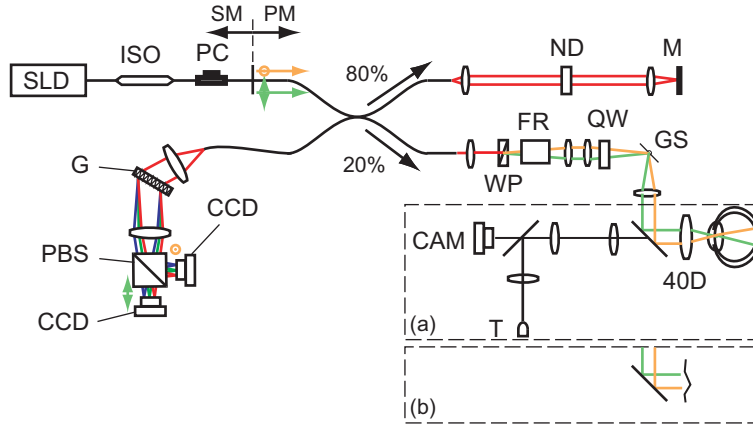 SM PM
ISO PC
SLD
80%
ND M
20%
FR QW
WP GS
G
CCD
PBS
CCD
CAM
40D
T
(a)
(b)